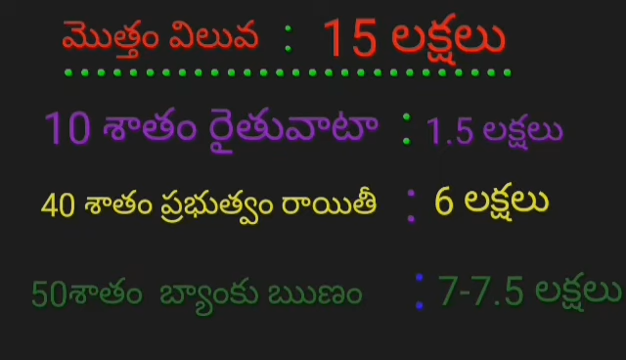 మొత్తం విలువ : 15 లక్షలు
10 శాతం రైతువాటా : 1.5 లక్షలు
40 శాతం ప్రభుత్వం రాయితీ : 6 లక్షలు
50శాతం బ్యాంకు ఋణం : 7-7.5 లక్షలు